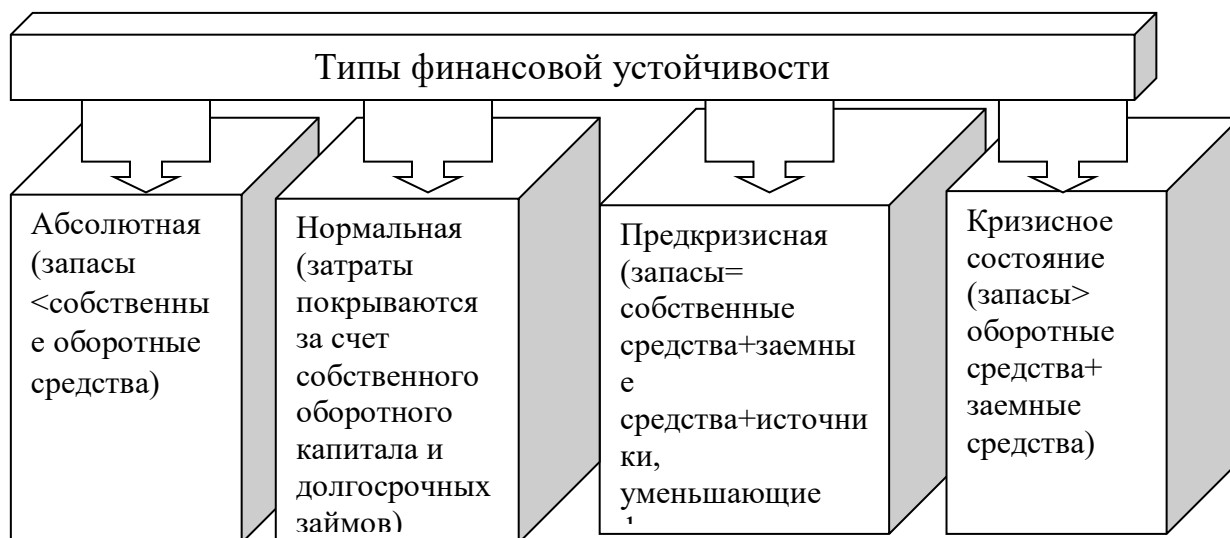 Типы финансовой устойчивости
Абсолютная
(запасы
<собственны
е оборотные
средства)
Нормальная
(затраты
покрываются
за счет
собственного
оборотного
капитала и
долгосрочных
займов)
Предкризисная
(запасы=
собственные
средства+заемны
е
средства+источни
ки,
уменьшающие
Кризисное
состояние
(запасы>
оборотные
средства+
заемные
средства)